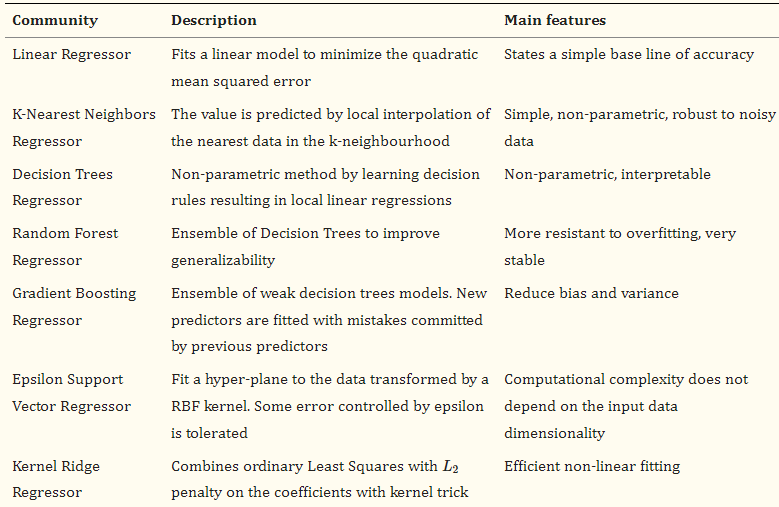 Community Description Main features
Linear Regressor Fits a linear model to minimize the quadratic States a simple base line of accuracy
mean squared error
K-Nearest Neighbors The value is predicted by local interpolation of Simple, non-parametric, robust to noisy
Regressor the nearest data in the k-neighbourhood data
Decision Trees Non-parametric method by learning decision Non-parametric, interpretable
Regressor rules resulting in local linear regressions
Random Forest Ensemble of Decision Trees to improve More resistant to overfitting, very
Regressor generalizability stable
Gradient Boosting Ensemble of weak decision trees models. New Reduce bias and variance
Regressor predictors are fitted with mistakes committed
by previous predictors
Epsilon Support Fit a hyper-plane to the data transformed by a Computational complexity does not
Vector Regressor RBF kernel. Some error controlled by epsilon depend on the input data
is tolerated dimensionality
Kernel Ridge Combines ordinary Least Squares with L₂ Efficient non-linear fitting
Regressor penalty on the coefficients with kernel trick